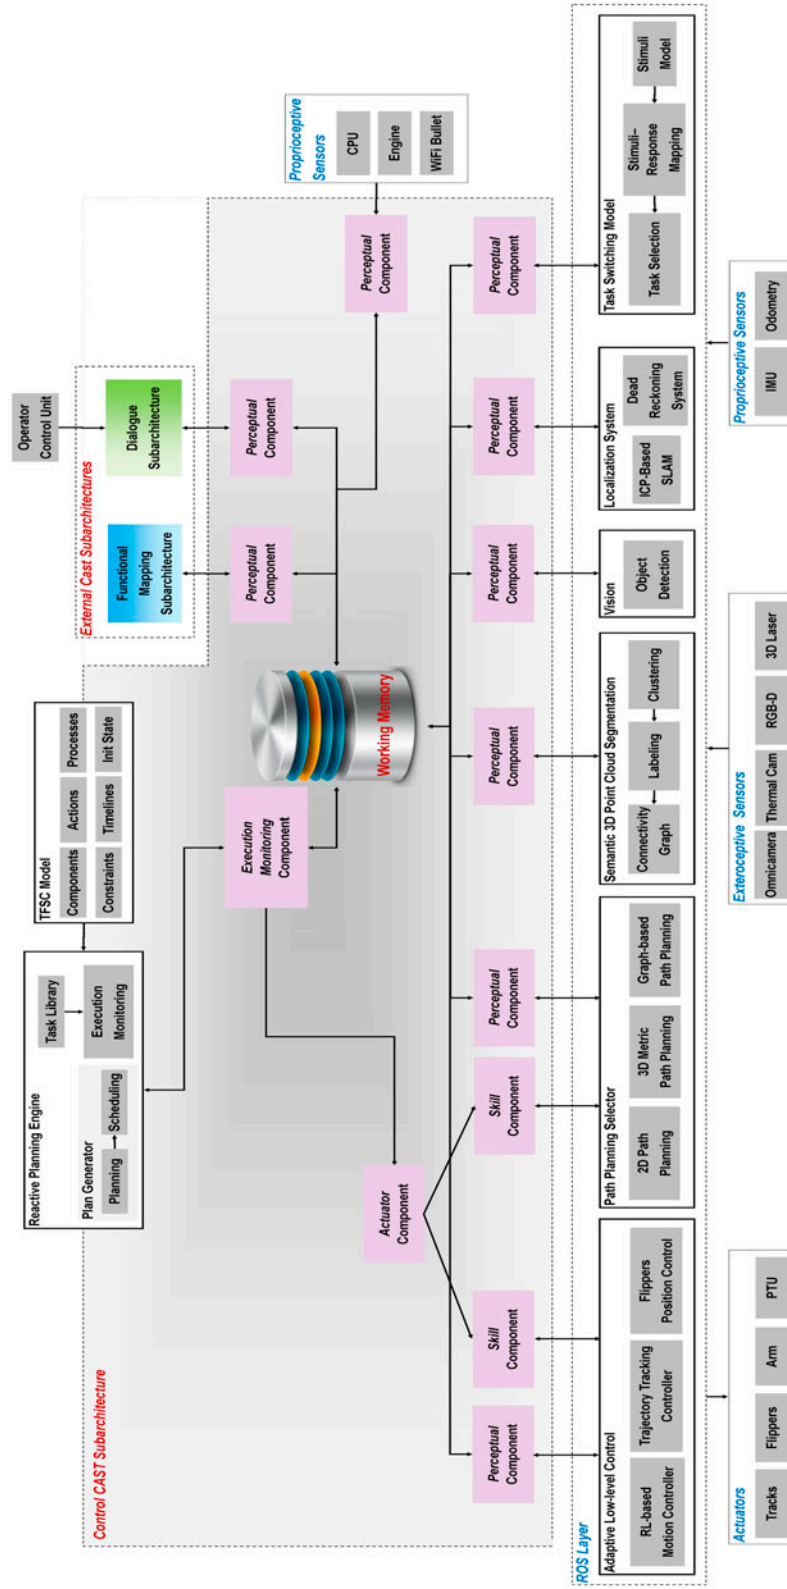 Operator
Control Unit
External Cast Subarchitectures
Functional
Mapping
Subarchitecture
Dialogue
Subarchitecture
TFSC Model
Components
Actions
Processes
Constraints
Timelines
Init State
Reactive Planning Engine
Task Library
Execution
Monitoring
Plan Generator
Planning
Scheduling
Control CAST Subarchitecture
Proprioceptive
Sensors
CPU
Engine
WiFi Bullet
Perceptual
Component
Perceptual
Component
Perceptual
Component
Execution
Monitoring
Component
Working Memory
Actuator
Component
Perceptual
Component
Skill
Component
Skill
Component
Perceptual
Component
Perceptual
Component
Perceptual
Component
Perceptual
Component
Perceptual
Component
ROS Layer
Adaptive Low-level Control
RL-based
Motion Controller
Trajectory Tracking
Controller
Flippers
Position Control
Path Planning Selector
2D Path
Planning
3D Metric
Path Planning
Graph-based
Path Planning
Semantic 3D Point Cloud Segmentation
Connectivity
Graph
Labeling
Clustering
Vision
Object
Detection
Localization System
ICP-Based
SLAM
Dead
Reckoning
System
Task Switching Model
Task Selection
Stimuli–
Response
Mapping
Stimuli
Model
Actuators
Tracks
Flippers
Arm
PTU
Exteroceptive Sensors
Omnicamera
Thermal Cam
RGB-D
3D Laser
Proprioceptive Sensors
IMU
Odometry